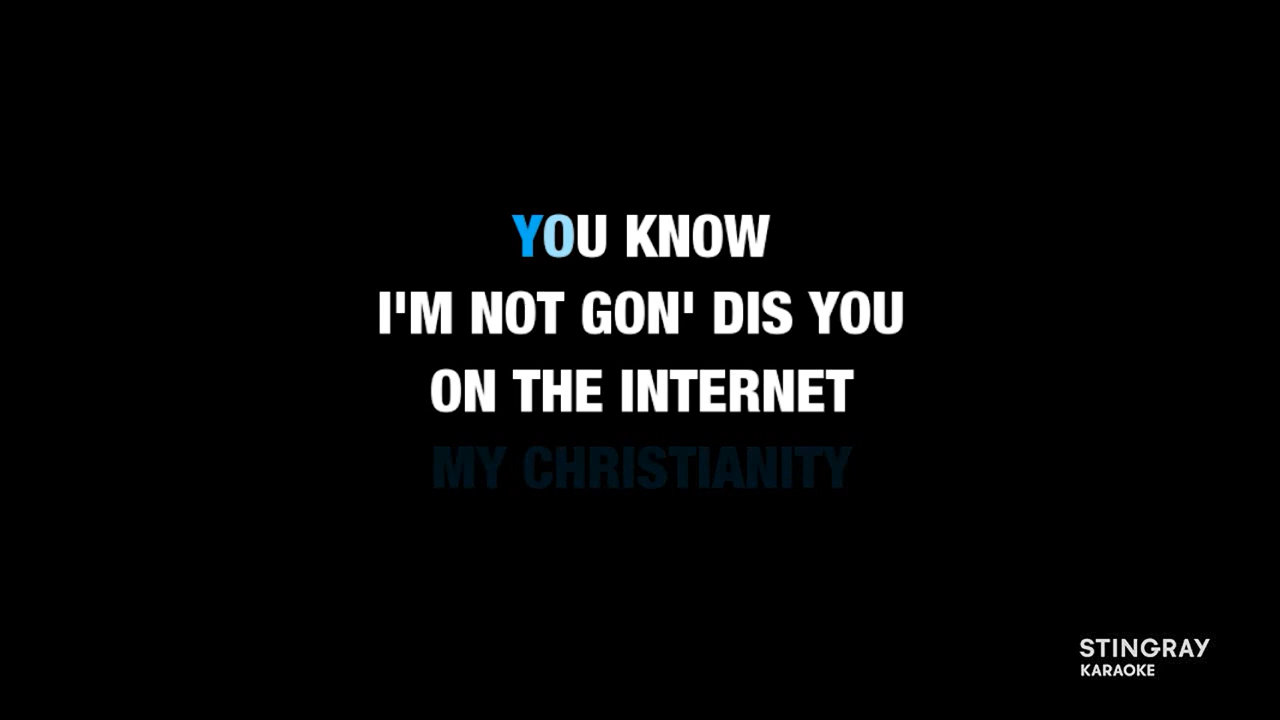 YOU KNOW
I'M NOT GON' DIS YOU
ON THE INTERNET
MY CHRISTIANITY
STINGRAY
KARAOKE